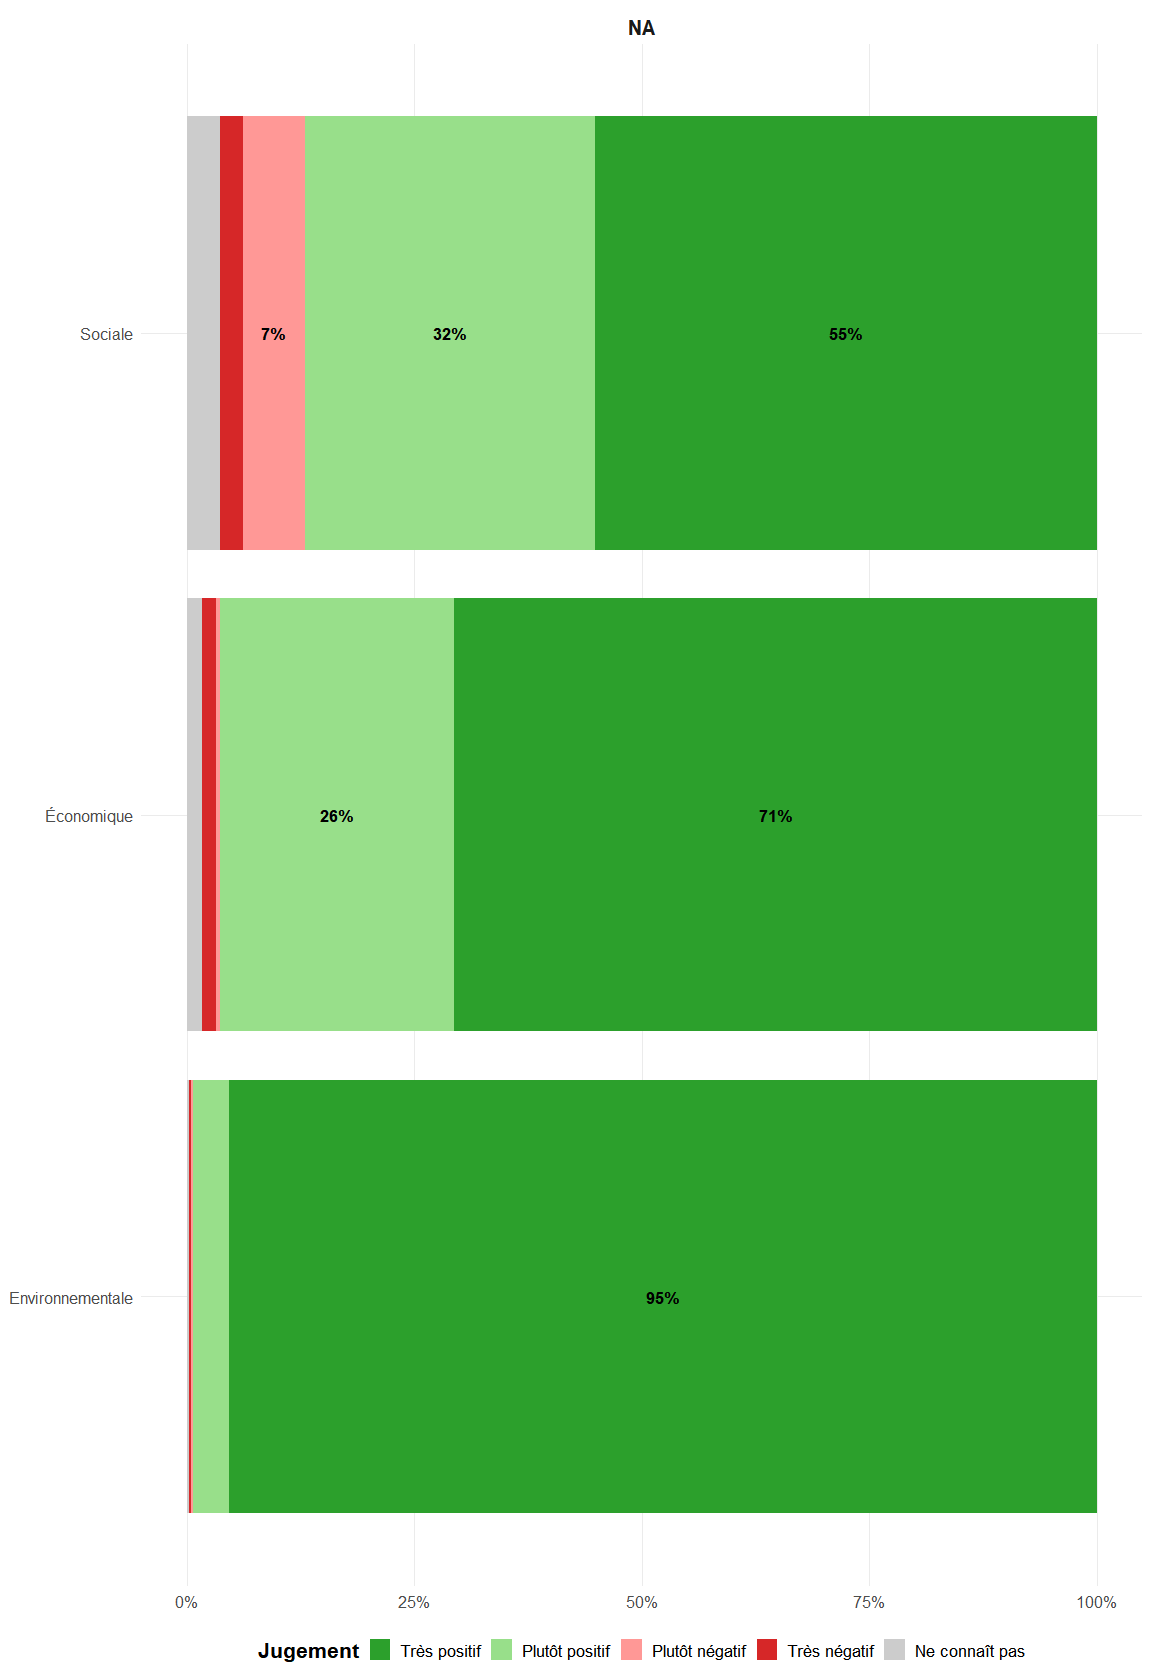 NA
Sociale
7%
32%
55%
Économique
26%
71%
Environnementale
95%
0%
25%
50%
75%
100%
Jugement
Très positif
Plutôt positif
Plutôt négatif
Très négatif
Ne connaît pas